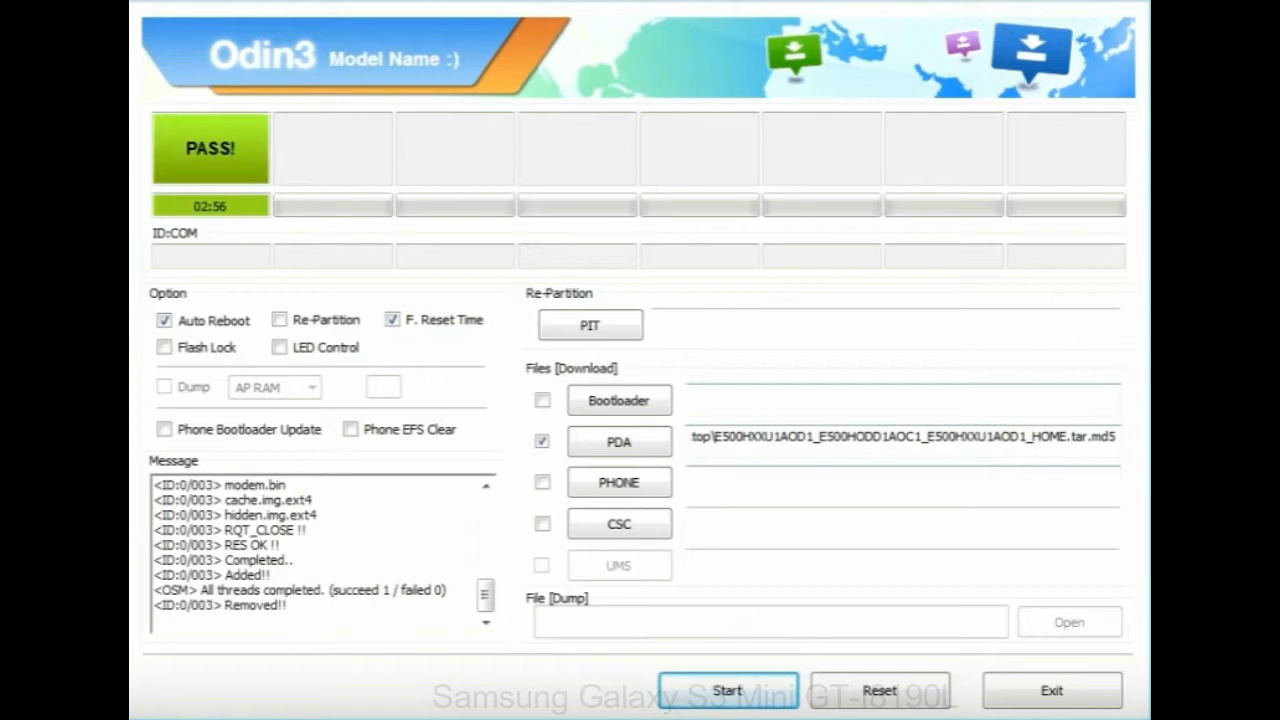 Odin3 Model Name :)
PASS!
02:56
ID:COM
Option
Auto Reboot Re-Partition F. Reset Time
Flash Lock LED Control
Dump AP RAM
Phone Bootloader Update Phone EFS Clear
Message
<ID:0/003> modem.bin
<ID:0/003> cache.img.ext4
<ID:0/003> hidden.img.ext4
<ID:0/003> RQT_CLOSE !!
<ID:0/003> RES OK !!
<ID:0/003> Completed..
<ID:0/003> Added!!
<OSM> All threads completed. (succeed 1 / failed 0)
<ID:0/003> Removed!!
Re-Partition
PIT
Files [Download]
Bootloader
PDA top\E500HXXU1AOD1_E500HODD1AOC1_E500HXXU1AOD1_HOME.tar.md5
PHONE
CSC
UMS
File [Dump]
Open
Start Reset Exit
Samsung Galaxy S3 Mini GT-I8190L